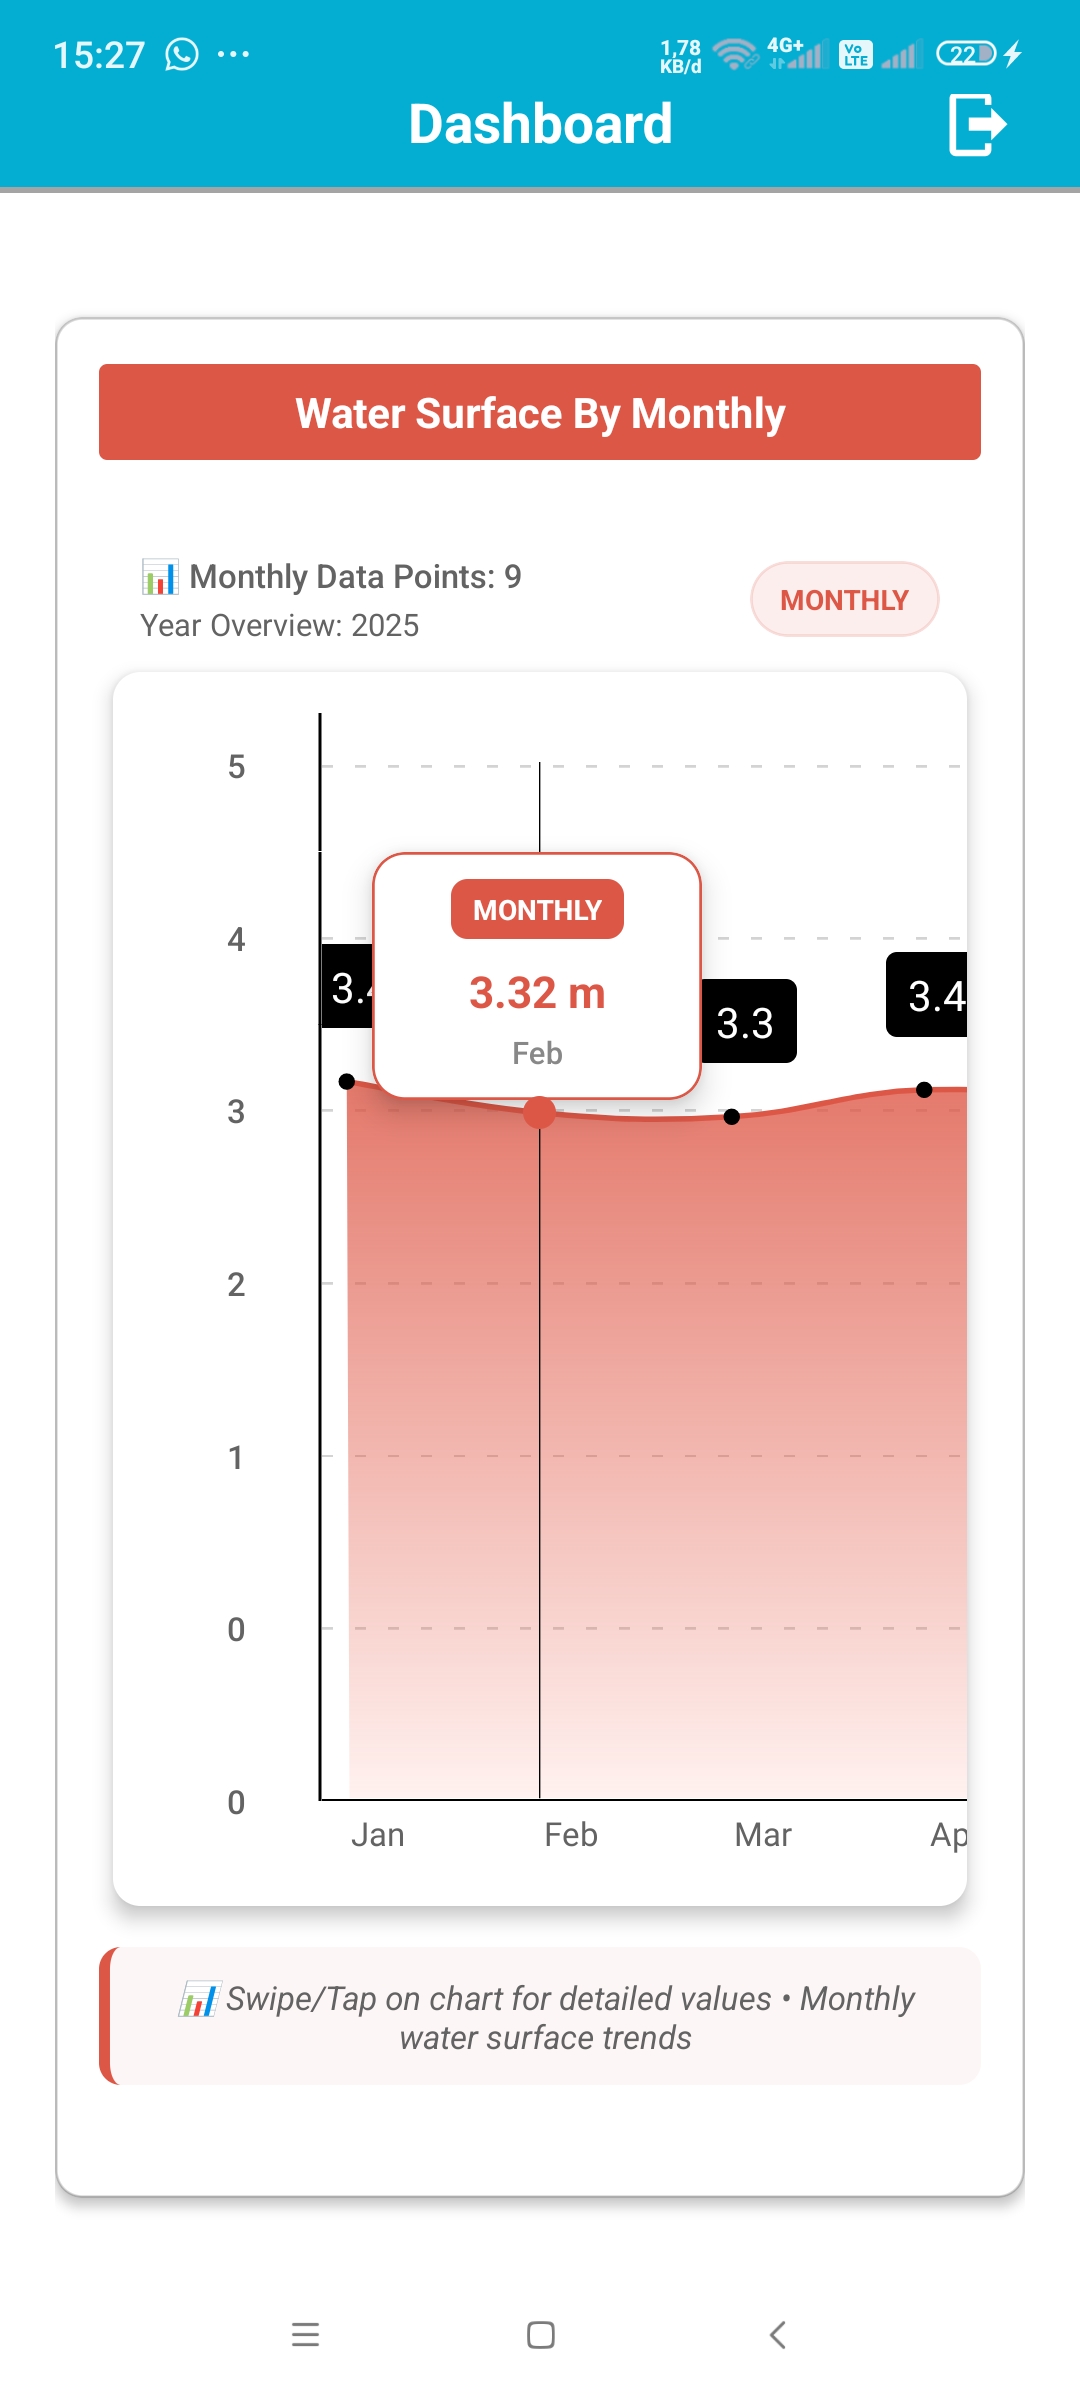 15:27 ...
1,78
KB/d
4G+
Vo
LTE
22
Dashboard
Water Surface By Monthly
Monthly Data Points: 9
Year Overview: 2025
MONTHLY
5
4
3
2
1
0
0
MONTHLY
3.32 m
Feb
3.4
3.3
3.4
Jan Feb Mar Ap
Swipe/Tap on chart for detailed values • Monthly
water surface trends